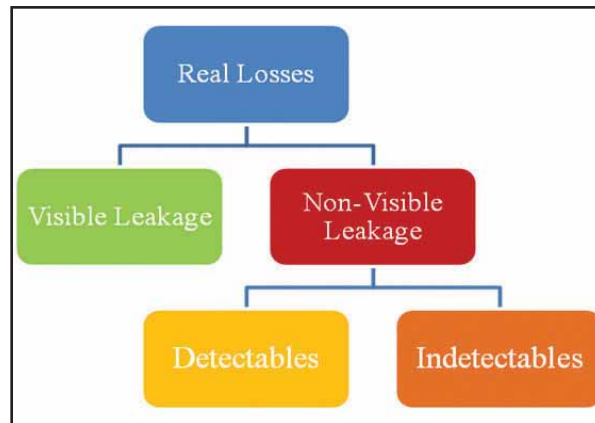 Real Losses
Visible Leakage
Non-Visible
Leakage
Detectables
Indetectables